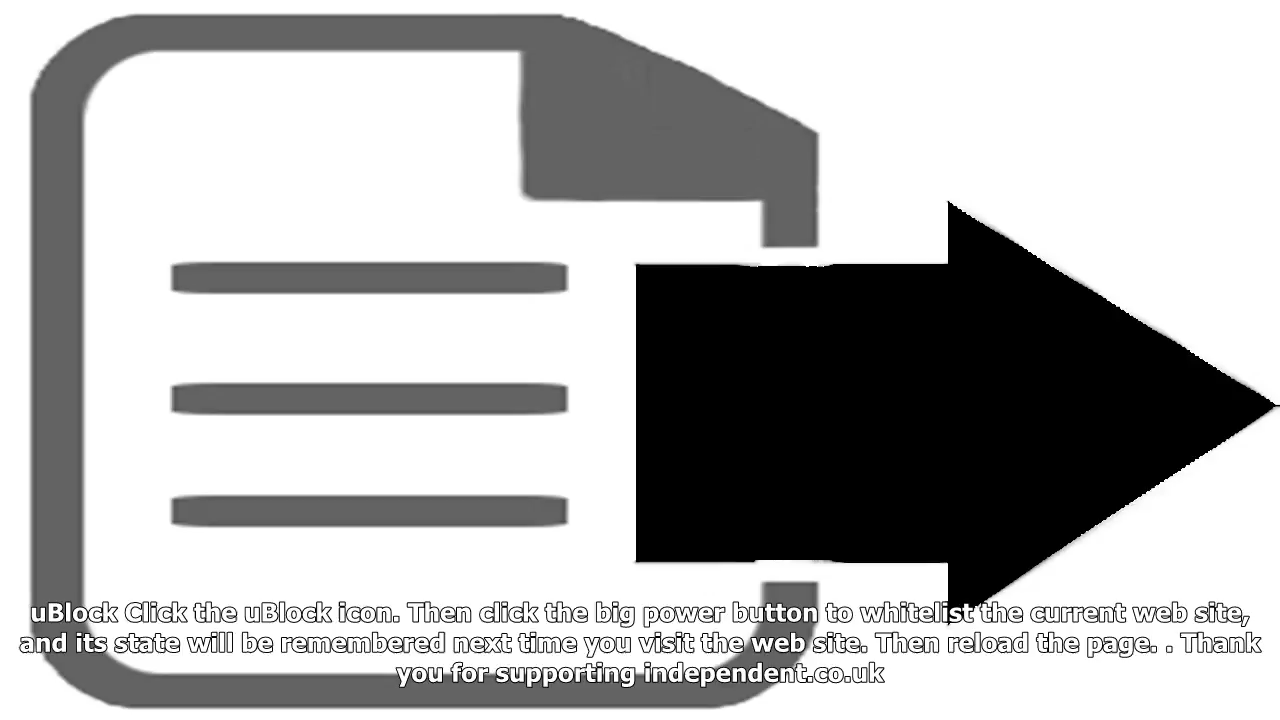 uBlock Click the uBlock icon. Then click the big power button to whitelist the current web site,
and its state will be remembered next time you visit the web site. Then reload the page. . Thank
you for supporting independent.co.uk